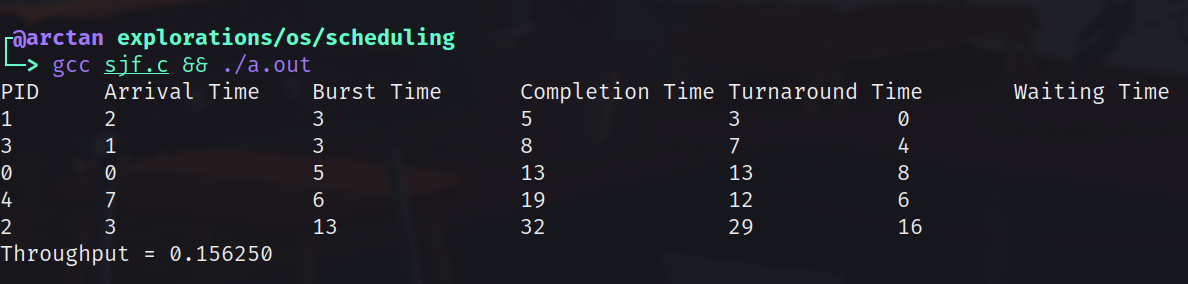 @arctan explorations/os/scheduling
> gcc sjf.c && ./a.out
PID Arrival Time Burst Time Completion Time Turnaround Time Waiting Time
1 2 3 5 3 0
3 1 3 8 7 4
0 0 5 13 13 8
4 7 6 19 12 6
2 3 13 32 29 16
Throughput = 0.156250